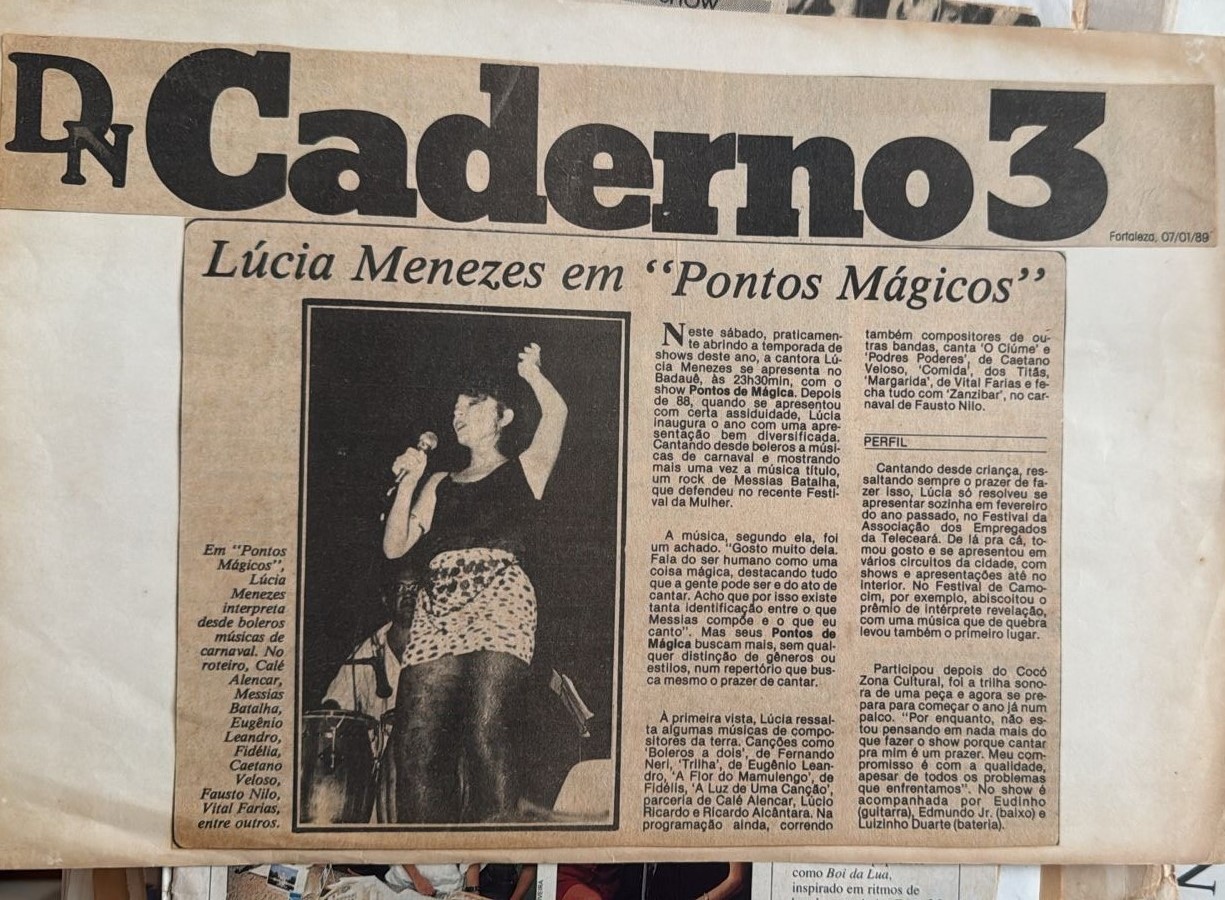 SHOW
DN Caderno 3
Fortaleza, 07/01/89
Lúcia Menezes em “Pontos Mágicos”
Em “Pontos
Mágicos”,
Lúcia
Menezes
interpreta
desde boleros
músicas de
carnaval. No
roteiro, Calé
Alencar,
Messias
Batalha,
Eugênio
Leandro,
Fidélia,
Caetano
Veloso,
Fausto Nilo,
Vital Farias,
entre outros.
Neste sábado, praticamen-
te abrindo a temporada de
shows deste ano, a cantora Lú-
cia Menezes se apresenta no
Badauê, às 23h30min, com o
show Pontos de Mágica. Depois
de 88, quando se apresentou
com certa assiduidade, Lúcia
inaugura o ano com uma apre-
sentação bem diversificada.
Cantando desde boleros a músi-
cas de carnaval e mostrando
mais uma vez a música título,
um rock de Messias Batalha,
que defendeu no recente Festi-
val da Mulher.
A música, segundo ela, foi
um achado. “Gosto muito dela.
Fala do ser humano como uma
coisa mágica, destacando tudo
que a gente pode ser e do ato de
cantar. Acho que por isso existe
tanta identificação entre o que
Messias compõe e o que eu
canto”. Mas seus Pontos de
Mágica buscam mais, sem qual-
quer distinção de gêneros ou
estilos, num repertório que bus-
ca mesmo o prazer de cantar.
À primeira vista, Lúcia ressal-
ta algumas músicas de compo-
sitores da terra. Canções como
‘Boleros a dois’, de Fernando
Neri, ‘Trilha’, de Eugênio Lean-
dro, ‘A Flor do Mamulengo’, de
Fidélis, ‘A Luz de Uma Canção’,
parceria de Calé Alencar, Lúcio
Ricardo e Ricardo Alcântara. Na
programação ainda, correndo
também compositores de ou-
tras bandas, canta ‘O Ciúme’ e
‘Podres Poderes’, de Caetano
Veloso, ‘Comida’, dos Titãs,
‘Margarida’, de Vital Farias e fe-
cha tudo com ‘Zanzibar’, no car-
naval de Fausto Nilo.
PERFIL
Cantando desde criança, res-
saltando sempre o prazer de fa-
zer isso, Lúcia só resolveu se
apresentar sozinha em fevereiro
do ano passado, no Festival da
Associação dos Empregados
da Teleceará. De lá pra cá, to-
mou gosto e se apresentou em
vários circuitos da cidade, com
shows e apresentações até no
interior. No Festival de Camo-
cim, por exemplo, abiscoitou o
prêmio de intérprete revelação,
com uma música que de quebra
levou também o primeiro lugar.
Participou depois do Cocó
Zona Cultural, foi a trilha sono-
ra de uma peça e agora se pre-
para para começar o ano já num
palco. “Por enquanto, não es-
tou pensando em nada mais do
que fazer o show porque cantar
pra mim é um prazer. Meu com-
promisso é com a qualidade,
apesar de todos os problemas
que enfrentamos”. No show é
acompanhada por Eudinho
(guitarra), Edmundo Jr. (baixo) e
Luizinho Duarte (bateria).
como Boi da Lua,
inspirado em ritmos de